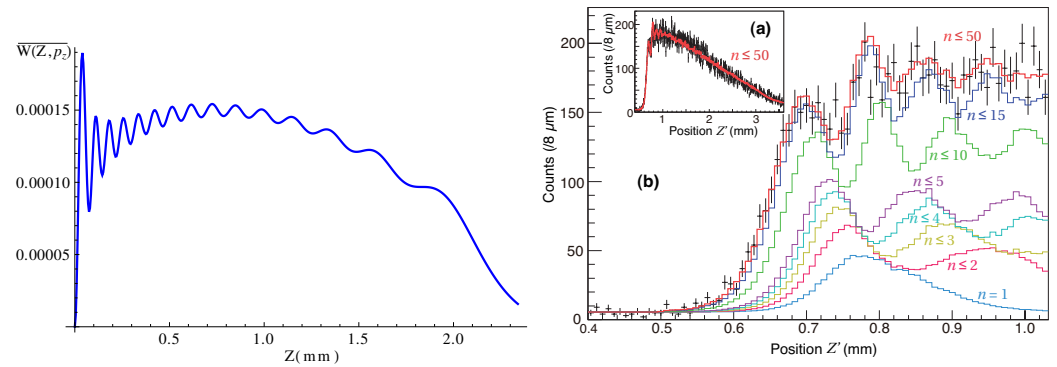 W(Z,p_z)
0.00015
0.00010
0.00005
0.5
1.0
1.5
2.0
Z(mm)
Counts (/8 μm)
200
150
100
50
0
0.4
0.5
0.6
0.7
0.8
0.9
1.0
Position Z′ (mm)
(b)
n ≤ 50
n ≤ 15
n ≤ 10
n ≤ 5
n ≤ 4
n ≤ 3
n ≤ 2
n = 1
Counts (/8 μm)
200
150
100
50
0
1
2
3
Position Z′ (mm)
(a)
n ≤ 50